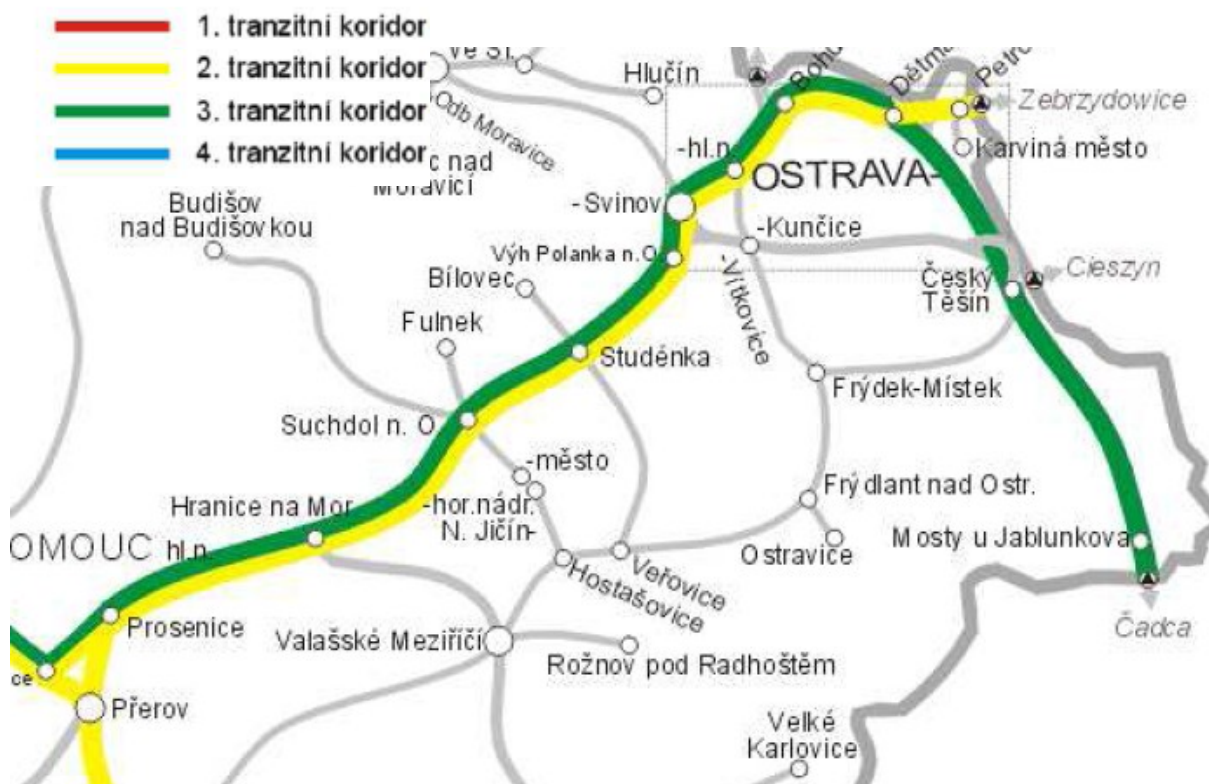 1. tranzitní koridor
2. tranzitní koridor
3. tranzitní koridor
4. tranzitní koridor
Hlučín
Zebrzydowice
Odb Moravice
-hl.n.
Karviná město
nad
Moravicí
OSTRAVA-
Budišov
nad Budišovkou
-Svinov
-Kunčice
Výh Polanka n.O
Cieszyn
Bílovec
-Vítkovice
Český
Těšín
Fulnek
Studénka
Frýdek-Místek
Suchdol n. O
-město
Hranice na Mor.
-hor.nádr.
N. Jičín-
Frýdlant nad Ostr.
Mosty u Jablunkova
OMOUC hl.n.
Ostravice
Hostašovice
Veřovice
Prosenice
Valašské Meziříčí
Čadca
Rožnov pod Radhoštěm
ce
Přerov
Velké
Karlovice